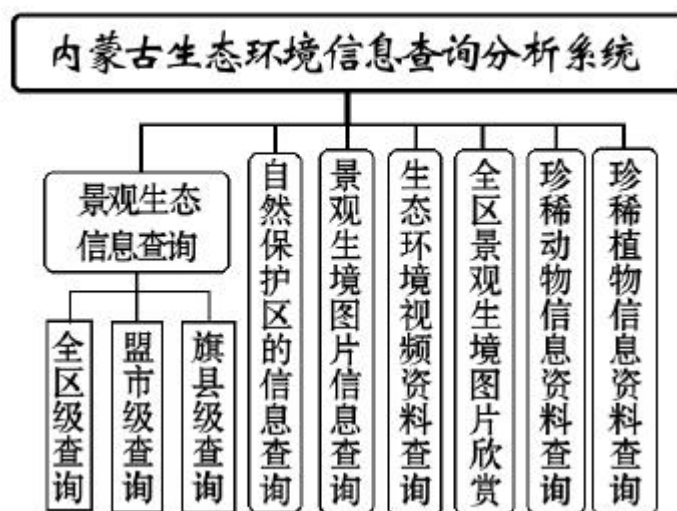 内蒙古生态环境信息查询分析系统
景观生态
信息查询
全区级查询
盟市级查询
旗县级查询
自然保护区的信息查询
景观生境图片信息查询
生态环境视频资料查询
全区景观生境图片欣赏
珍稀动物信息资料查询
珍稀植物信息资料查询